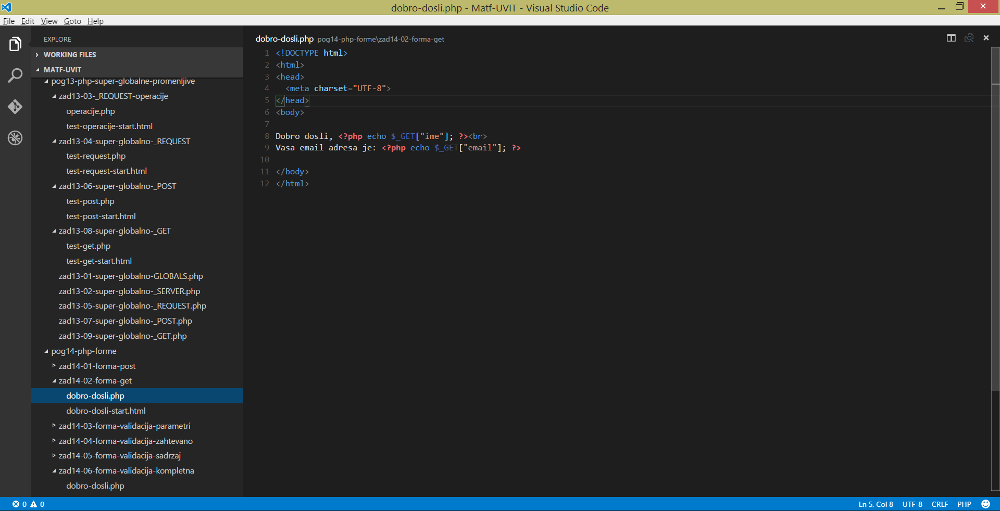 dobro-dosli.php - Matf-UVIT - Visual Studio Code
File Edit View Goto Help
EXPLORE
WORKING FILES
MATF-UVIT
pog13-php-super-globalne-promenljive
zad13-03-_REQUEST-operacije
operacije.php
test-operacije-start.html
zad13-04-super-globalno-_REQUEST
test-request.php
test-request-start.html
zad13-06-super-globalno-_POST
test-post.php
test-post-start.html
zad13-08-super-globalno-_GET
test-get.php
test-get-start.html
zad13-01-super-globalno-GLOBALS.php
zad13-02-super-globalno-_SERVER.php
zad13-05-super-globalno-_REQUEST.php
zad13-07-super-globalno-_POST.php
zad13-09-super-globalno-_GET.php
pog14-php-forme
zad14-01-forma-post
zad14-02-forma-get
dobro-dosli.php
dobro-dosli-start.html
zad14-03-forma-validacija-parametri
zad14-04-forma-validacija-zahtevano
zad14-05-forma-validacija-sadrzaj
zad14-06-forma-validacija-kompletna
dobro-dosli.php
dobro-dosli.php pog14-php-forme\zad14-02-forma-get
1 <!DOCTYPE html>
2 <html>
3 <head>
4   <meta charset="UTF-8">
5 </head>
6 <body>
7
8 Dobro dosli, <?php echo $_GET["ime"]; ?><br>
9 Vasa email adresa je: <?php echo $_GET["email"]; ?>
10
11 </body>
12 </html>
0 0 Ln 5, Col 8 UTF-8 CRLF PHP